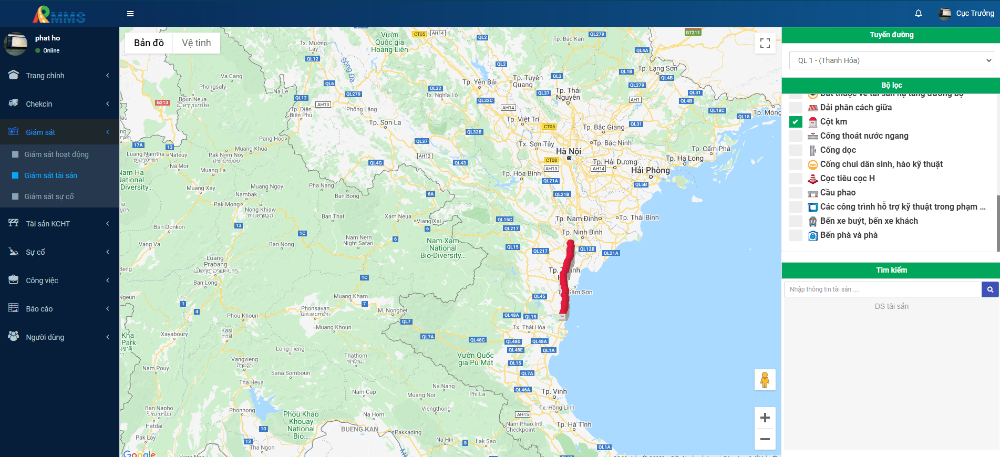 RMMS
Cục Trưởng
phat ho
Online
Trang chính
Chekcin
Giám sát
Giám sát hoạt động
Giám sát tài sản
Giám sát sự cố
Tài sản KCHT
Sự cố
Công việc
Báo cáo
Người dùng
Bản đồ
Vệ tinh
Vườn
Quốc gia
Hoàng Liên
CT05
AH14
QL2
Tp. Bắc Kạn
QL279
G7211
Tx. Mường
Lay
QL12
Sông Đà
QL4A
Tp. Lạng Sơn
QL1B
QL4B
Va Cang
Phongsaly
Na Le
QL6
QL2
Tp. Tuyên
Quang
QL3
Tp. Yên Bái
QL32
Tx. Nghĩa Lộ
QL32C
QL37
Tp. Thái
Nguyên
AH1
QL279
QL31
QL4B
G213
Boun Neua
QL12
QL279
AH13
Tp. Điện
Biên Phủ
Phổng Lăng
AH14
QL18C
QL18
Tp. Móng
Tp. Sơn La
Tp. Việt Trì
CT05
Tp. Bắc Giang
QL31
QL32B
17A
13
Pang Hoc
QL37
Tx. Sơn Tây
Tp. Bắc Ninh
Tp. Cẩm Phả
Luang Namtha
Nateuy
Pak Nam Noy
Muang Khua
AH13
Hà Nội
CT08
Tp. Hạ Long
Na Mor
Muang La
QL4G
QL43
AH13
AH14
Tp. Hải Dương
Hải Phòng
Nam Ha
National
-Diversity...
Tp. Hòa Bình
QL21A
QL5B
Muang Xay
Muang Ngoy
Pha Nang
Nambak
Ban Bong
6A
QL21B
Pak Mong
Nong Khiaw
Ban That
Xam Neua
Viang Xai
QL15C
QL217
Tp. Nam Định
Tp. Thái Bình
Ban Donkon
13
1C
6
Tp. Ninh Bình
Vang Va
Ban Nong
Nam Nern
Night Safari
6
Nam Xam
National
Bio-Diversity...
QL15
QL217
QL12B
QL21A
Luang
Prabang
Beng
Ban Long
1C
Sầm Sơn
Ngeun
Muang Kham
QL45
1
4
Phonsavan
7
M. Nonghet
QL48A
QL15
Phou Khoun
QL7
Tx. Thái Hòa
Kasi
Muang Khoun
QL7A
QL48C
QL48D
QL48A
QL48E
QL1A
Kha
Park
Xayaboury
Long Tieng
Thathom
Vườn Quốc
gia Pù Mát
QL15
Nam Pouy
Vangvieng
Sana Somboun
QL7A
Tha Heua
Na Nang
Phi La
QL46A
Tp. Vinh
Nam Cap
Muang Noi
Ban Napho
Phonhong
Viengthong
Tx. Hồng Lĩnh
AH15
Hatdai
Phou Khao
Khouay
National
Bio...
Na Hom
Nam Phao Intl.
Checkpoint
Tp. Hà Tĩnh
10
BUENG KAN
Pakkading
Pak Lay
13
Tha Ngon
Na Hin
8
Lak Sao
QL1A
Google
Tuyến đường
QL 1 - (Thanh Hóa)
Bộ lọc
Đất thuộc về tài sản hạ tầng đường bộ
Dải phân cách giữa
Cột km
Cống thoát nước ngang
Cống dọc
Cống chui dân sinh, hào kỹ thuật
Cọc tiêu cọc H
Cầu phao
Các công trình hỗ trợ kỹ thuật trong phạm ...
Bến xe buýt, bến xe khách
Bến phà và phà
Tìm kiếm
Nhập thông tin tài sản ....
DS tài sản